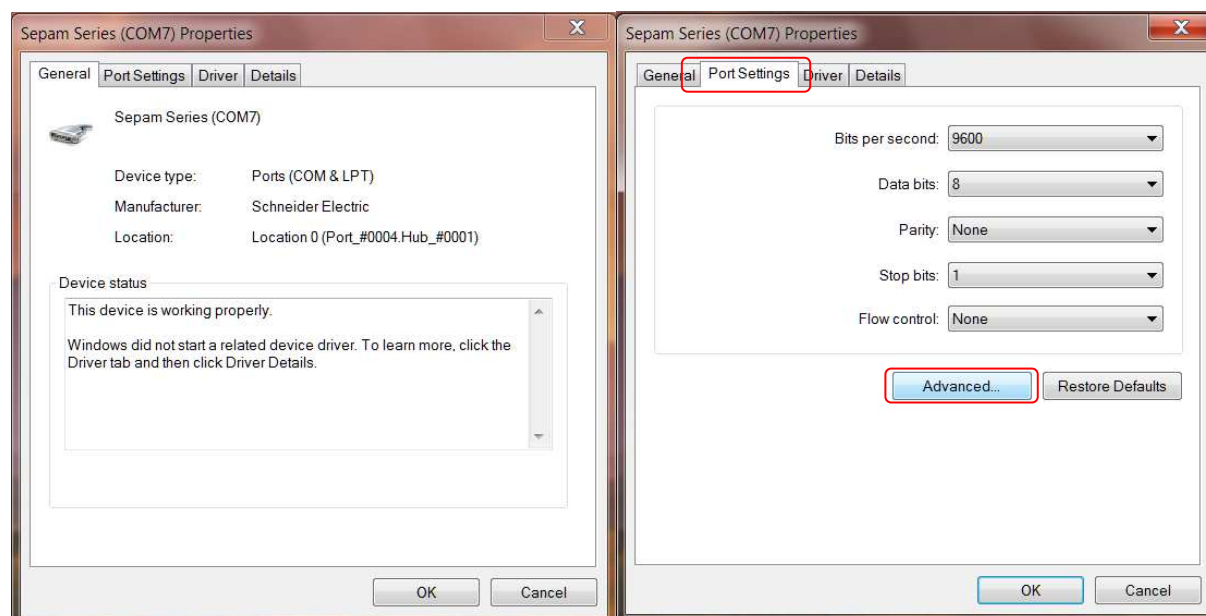 Sepam Series (COM7) Properties
General Port Settings Driver Details
Sepam Series (COM7)
Device type: Ports (COM & LPT)
Manufacturer: Schneider Electric
Location: Location 0 (Port_#0004.Hub_#0001)
Device status
This device is working properly.
Windows did not start a related device driver. To learn more, click the
Driver tab and then click Driver Details.
OK Cancel
Sepam Series (COM7) Properties
General Port Settings Driver Details
Bits per second: 9600
Data bits: 8
Parity: None
Stop bits: 1
Flow control: None
Advanced... Restore Defaults
OK Cancel